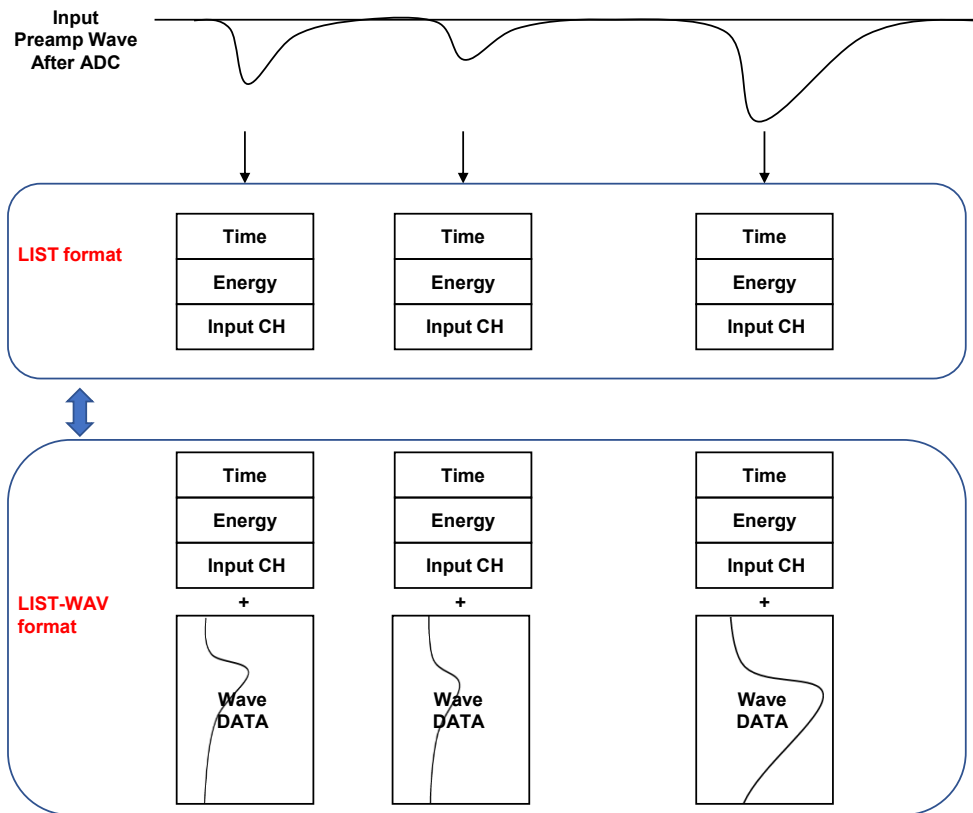 Input
Preamp Wave
After ADC
LIST format
Time
Energy
Input CH
Time
Energy
Input CH
Time
Energy
Input CH
LIST-WAV
format
Time
Energy
Input CH
+
Wave
DATA
Time
Energy
Input CH
+
Wave
DATA
Time
Energy
Input CH
+
Wave
DATA